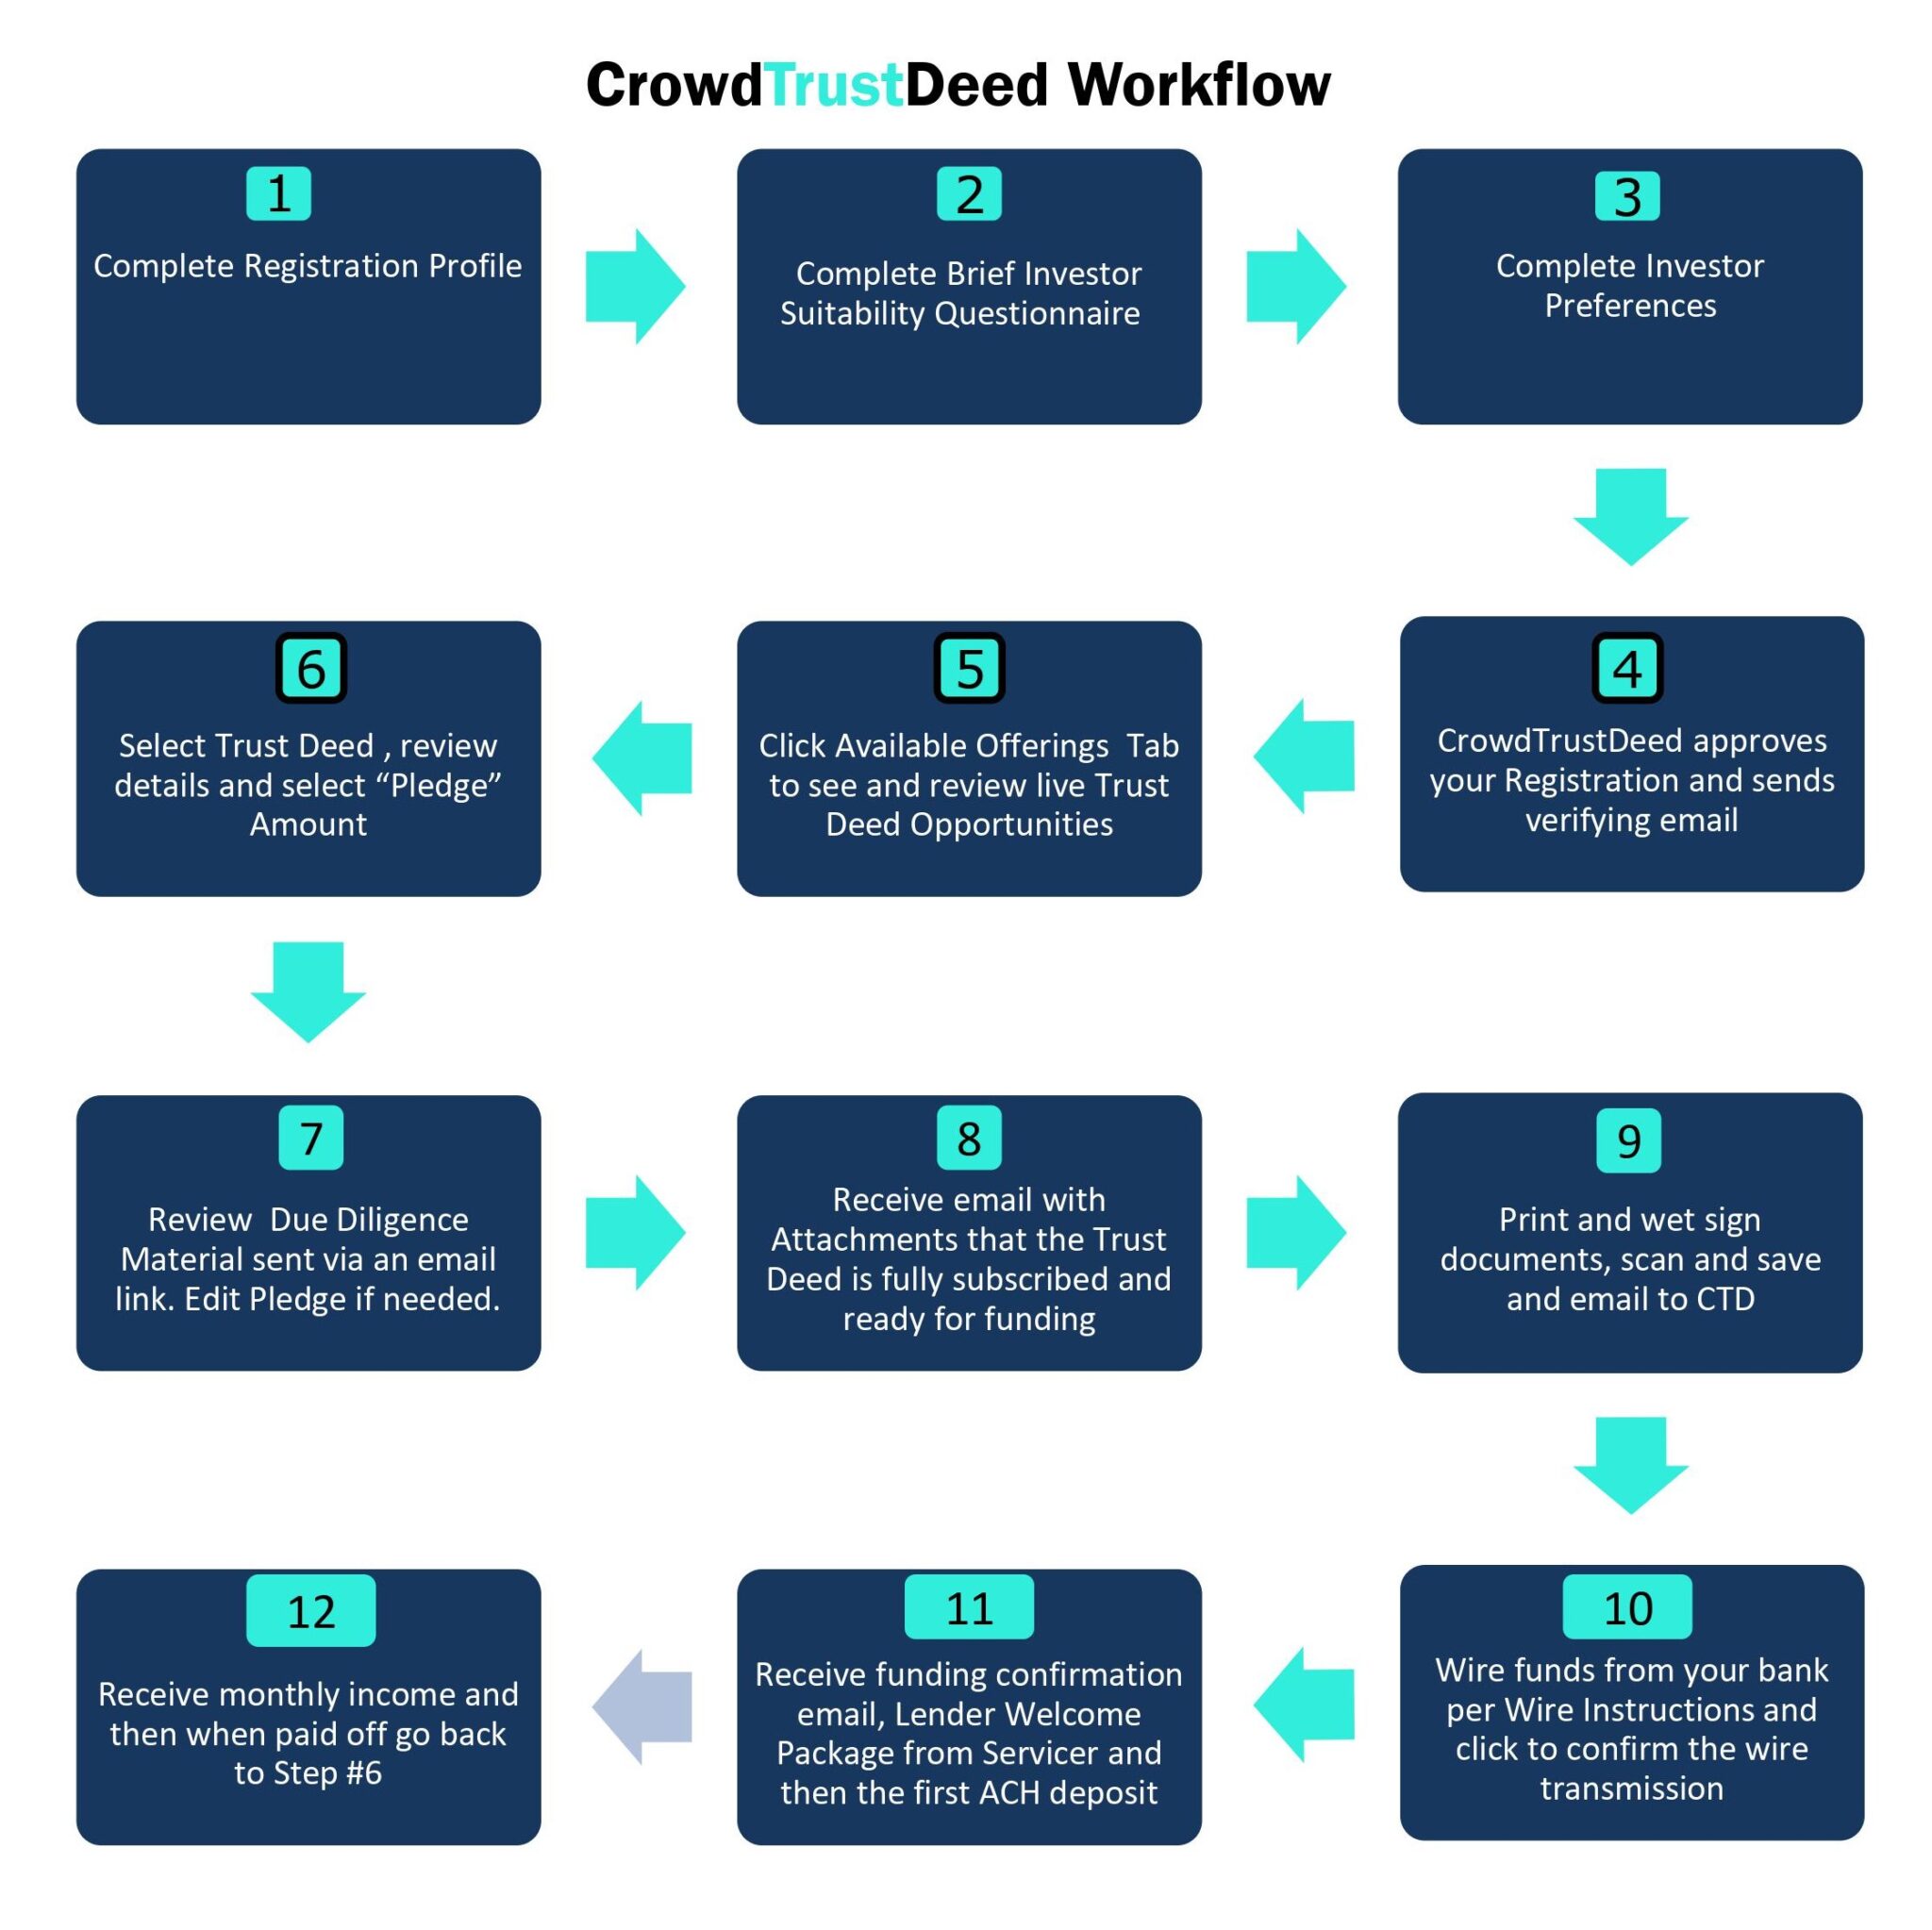 CrowdTrustDeed Workflow
1
Complete Registration Profile
2
Complete Brief Investor
Suitability Questionnaire
3
Complete Investor
Preferences
4
CrowdTrustDeed approves
your Registration and sends
verifying email
5
Click Available Offerings  Tab
to see and review live Trust
Deed Opportunities
6
Select Trust Deed , review
details and select “Pledge”
Amount
7
Review  Due Diligence
Material sent via an email
link. Edit Pledge if needed.
8
Receive email with
Attachments that the Trust
Deed is fully subscribed and
ready for funding
9
Print and wet sign
documents, scan and save
and email to CTD
10
Wire funds from your bank
per Wire Instructions and
click to confirm the wire
transmission
11
Receive funding confirmation
email, Lender Welcome
Package from Servicer and
then the first ACH deposit
12
Receive monthly income and
then when paid off go back
to Step #6